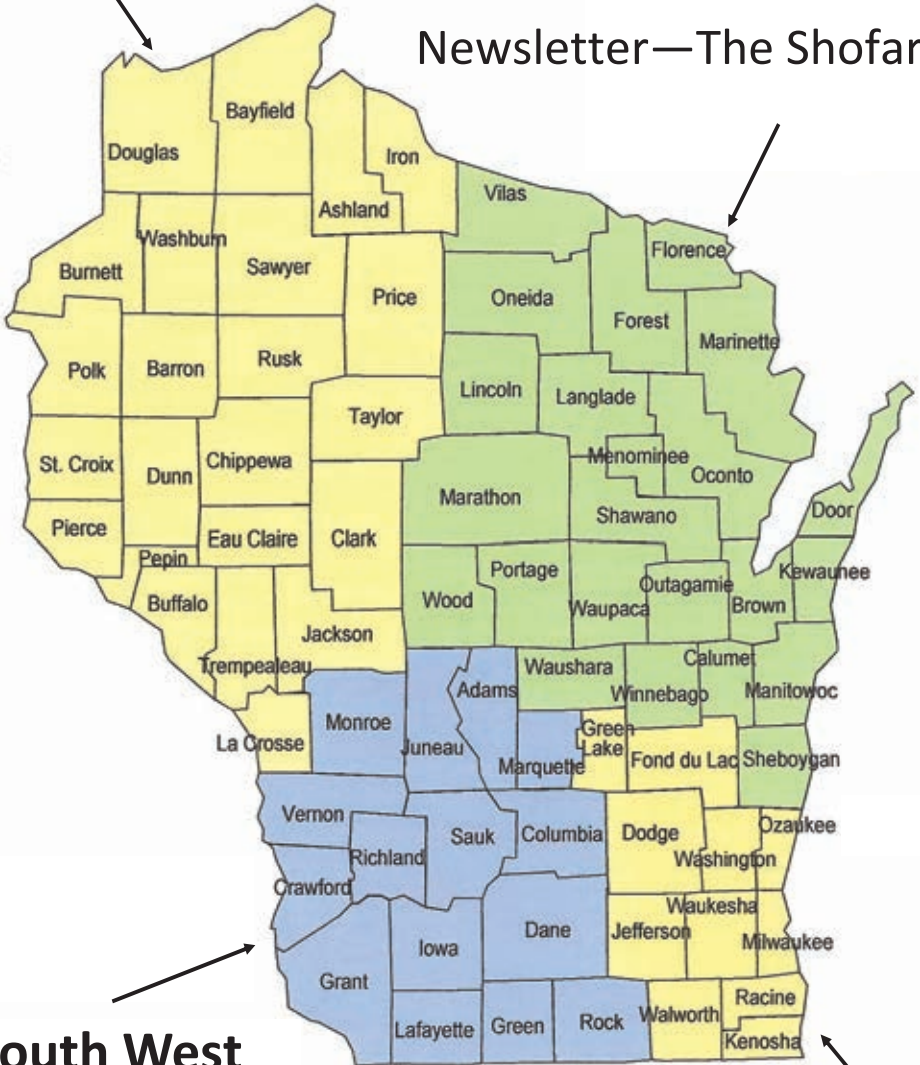 Newsletter—The Shofar
Bayfield
Douglas
Iron
Vilas
Ashland
Washburn
Florence
Burnett
Sawyer
Price
Oneida
Forest
Marinette
Polk
Barron
Rusk
Lincoln
Langlade
Taylor
St. Croix
Dunn
Chippewa
Menominee
Oconto
Marathon
Door
Shawano
Pierce
Eau Claire
Clark
Pepin
Portage
Kewaunee
Outagamie
Buffalo
Wood
Waupaca
Brown
Jackson
Trempealeau
Waushara
Calumet
Adams
Winnebago
Manitowoc
Monroe
La Crosse
Juneau
Green
Lake
Marquette
Fond du Lac
Sheboygan
Vernon
Sauk
Columbia
Dodge
Ozaukee
Richland
Washington
Crawford
Waukesha
Dane
Jefferson
Iowa
Milwaukee
Grant
Racine
Lafayette
Green
Rock
Walworth
Kenosha
outh West